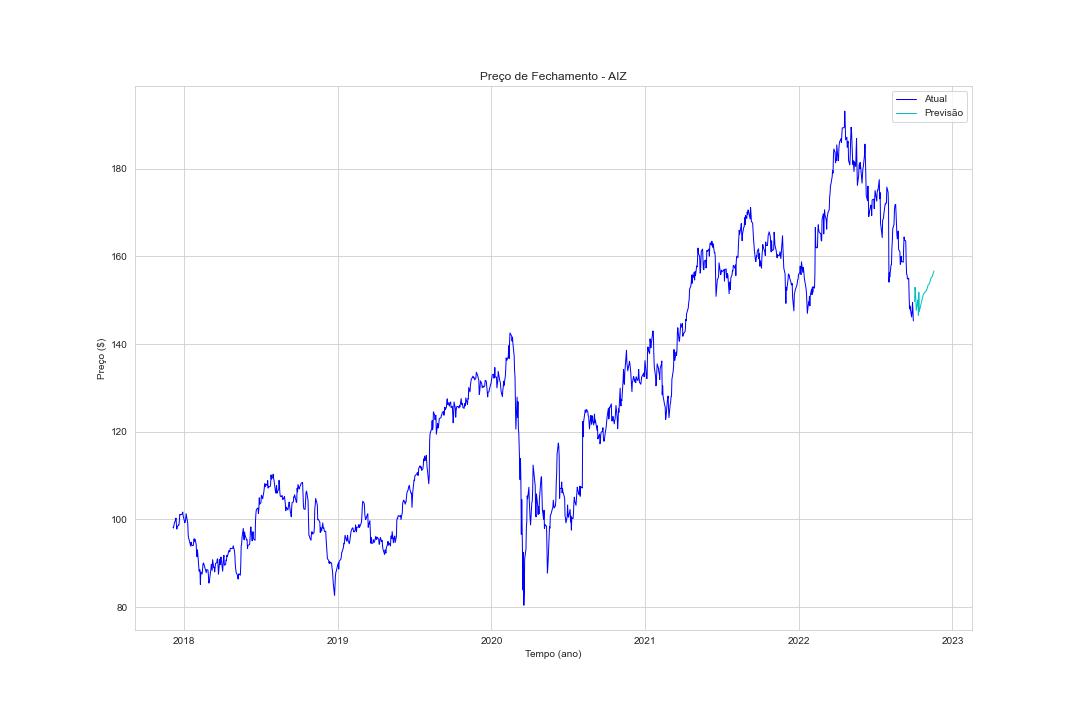 Preço de Fechamento - AIZ
Atual
Previsão
180
160
140
120
100
80
Preço ($)
2018 2019 2020 2021 2022 2023
Tempo (ano)